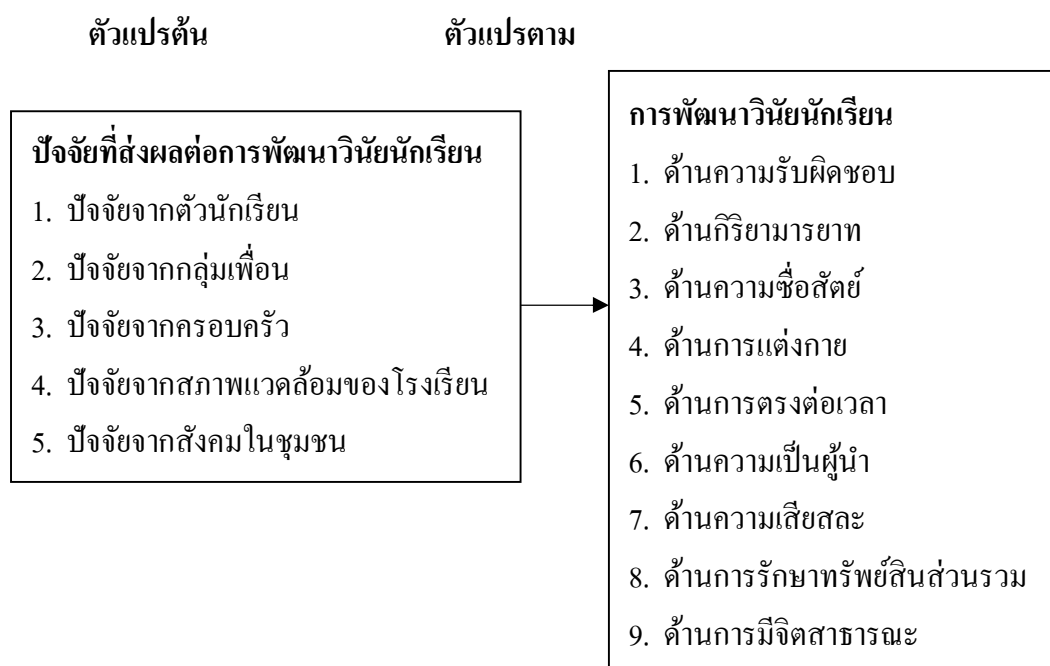 ตัวแปรต้น ตัวแปรตาม
ปัจจัยที่ส่งผลต่อการพัฒนาวินัยนักเรียน
1. ปัจจัยจากตัวนักเรียน
2. ปัจจัยจากกลุ่มเพื่อน
3. ปัจจัยจากครอบครัว
4. ปัจจัยจากสภาพแวดล้อมของโรงเรียน
5. ปัจจัยจากสังคมในชุมชน
การพัฒนาวินัยนักเรียน
1. ด้านความรับผิดชอบ
2. ด้านกิริยามารยาท
3. ด้านความซื่อสัตย์
4. ด้านการแต่งกาย
5. ด้านการตรงต่อเวลา
6. ด้านความเป็นผู้นำ
7. ด้านความเสียสละ
8. ด้านการรักษาทรัพย์สินส่วนรวม
9. ด้านการมีจิตสาธารณะ